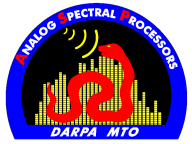 ANALOG SPECTRAL PROCESSORS
DARPA MTO